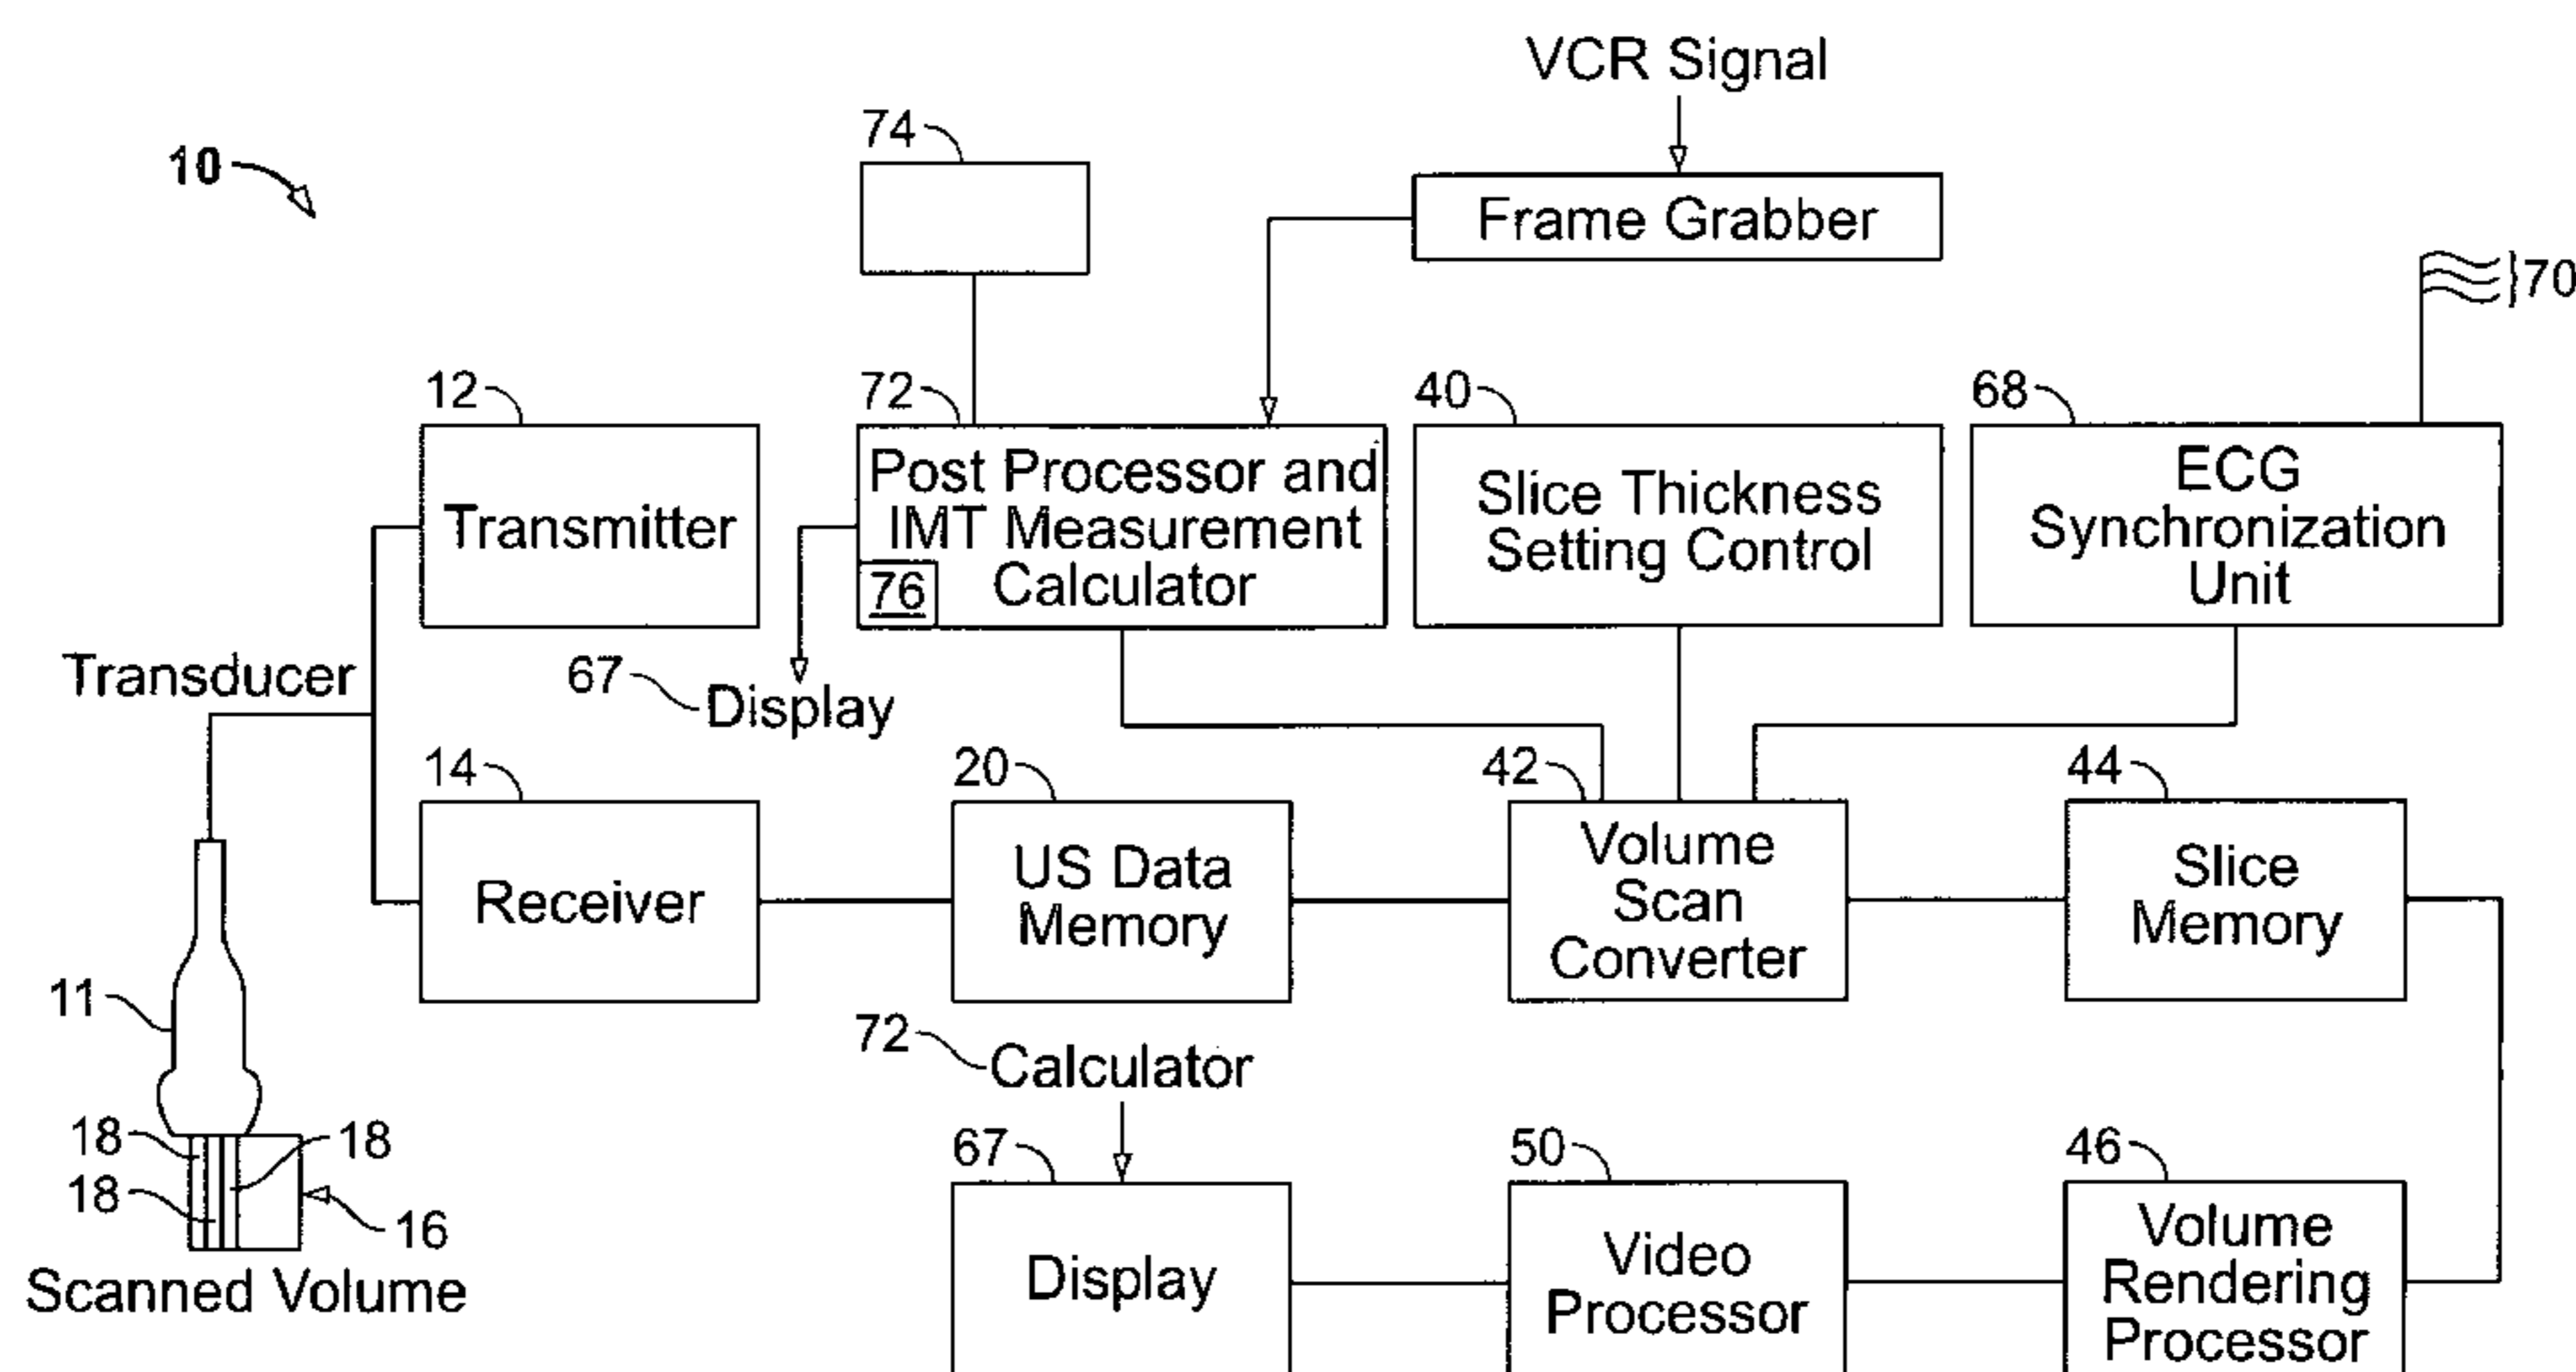 VCR Signal
74
10
Frame Grabber
70
12
72
40
68
Transmitter
Post Processor and
IMT Measurement
Calculator
76
Slice Thickness
Setting Control
ECG
Synchronization
Unit
Transducer
67
Display
14
20
42
44
Receiver
US Data
Memory
Volume
Scan
Converter
Slice
Memory
11
72
Calculator
18
18
18
16
Scanned Volume
67
50
46
Display
Video
Processor
Volume
Rendering
Processor